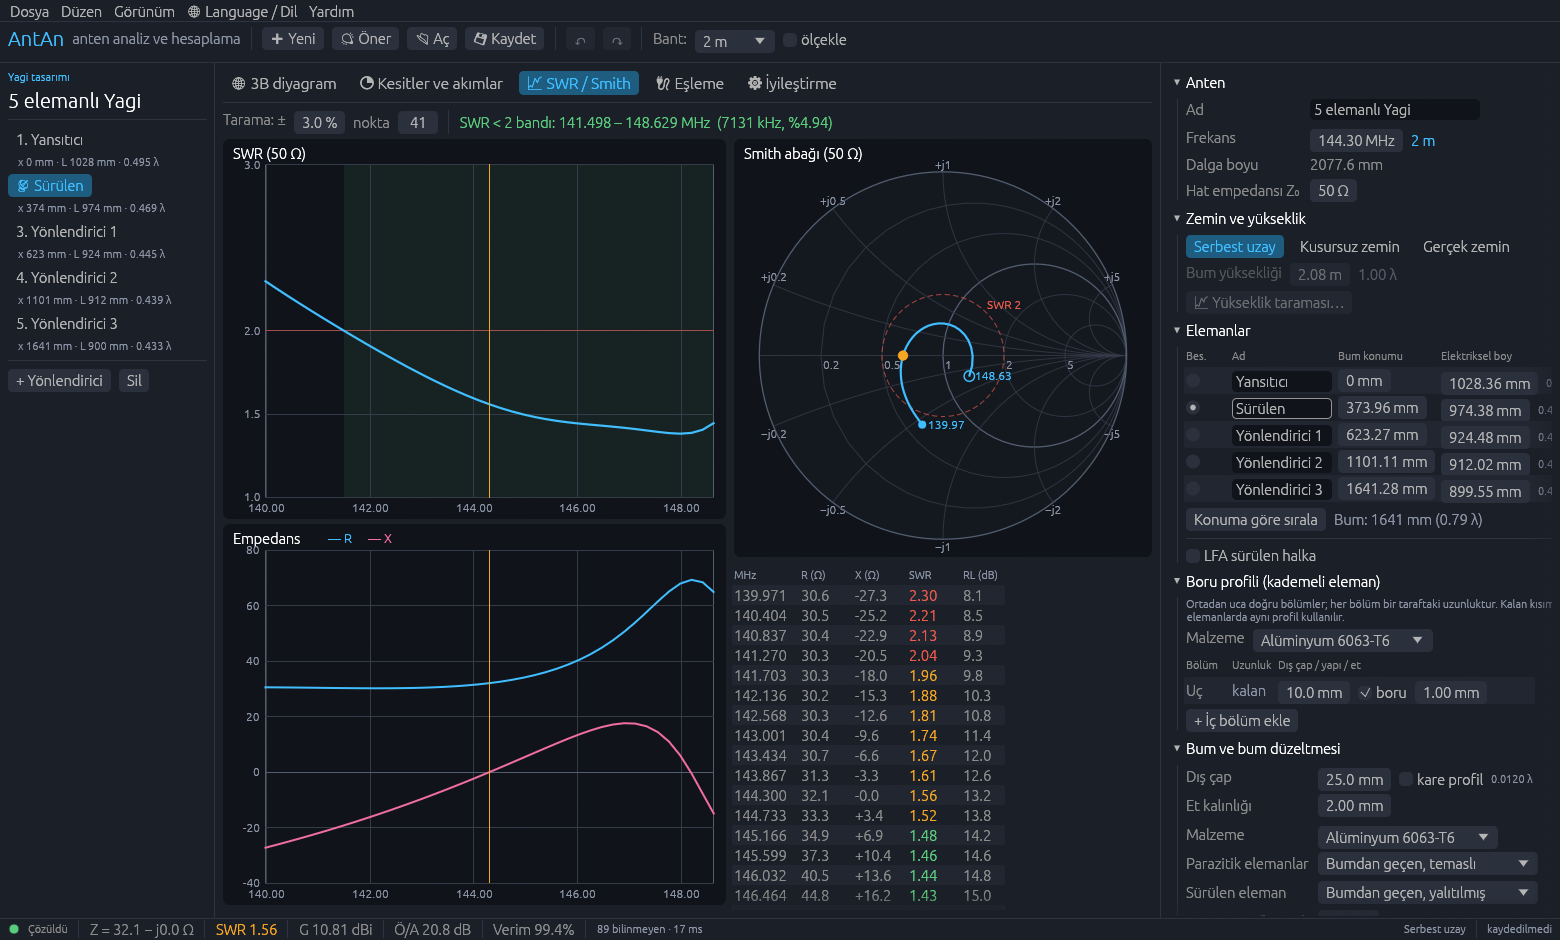 Dosya Düzen Görünüm Language / Dil Yardım
AntAn anten analiz ve hesaplama + Yeni Öner Aç Kaydet Bant: 2 m ölçekle
Yagi tasarımı
5 elemanlı Yagi
1. Yansıtıcı
x 0 mm · L 1028 mm · 0.495 λ
Sürülen
x 374 mm · L 974 mm · 0.469 λ
3. Yönlendirici 1
x 623 mm · L 924 mm · 0.445 λ
4. Yönlendirici 2
x 1101 mm · L 912 mm · 0.439 λ
5. Yönlendirici 3
x 1641 mm · L 900 mm · 0.433 λ
+ Yönlendirici Sil
3B diyagram Kesitler ve akımlar SWR / Smith Eşleme İyileştirme
Tarama: ± 3.0 % nokta 41 SWR < 2 bandı: 141.498 – 148.629 MHz (7131 kHz, %4.94)
SWR (50 Ω)
3.0
2.0
1.5
1.0
140.00 142.00 144.00 146.00 148.00
Empedans — R — X
80
60
40
20
0
-20
-40
140.00 142.00 144.00 146.00 148.00
Smith abağı (50 Ω)
+j1
+j0.5 +j2
+j0.2 +j5
SWR 2
0.2 0.5 1 2 5
148.63
139.97
−j0.2 −j5
−j0.5 −j2
−j1
MHz R (Ω) X (Ω) SWR RL (dB)
139.971 30.6 -27.3 2.30 8.1
140.404 30.5 -25.2 2.21 8.5
140.837 30.4 -22.9 2.13 8.9
141.270 30.3 -20.5 2.04 9.3
141.703 30.3 -18.0 1.96 9.8
142.136 30.2 -15.3 1.88 10.3
142.568 30.3 -12.6 1.81 10.8
143.001 30.4 -9.6 1.74 11.4
143.434 30.7 -6.6 1.67 12.0
143.867 31.3 -3.3 1.61 12.6
144.300 32.1 -0.0 1.56 13.2
144.733 33.3 +3.4 1.52 13.8
145.166 34.9 +6.9 1.48 14.2
145.599 37.3 +10.4 1.46 14.6
146.032 40.5 +13.6 1.44 14.8
146.464 44.8 +16.2 1.43 15.0
Anten
Ad 5 elemanlı Yagi
Frekans 144.30 MHz 2 m
Dalga boyu 2077.6 mm
Hat empedansı Z₀ 50 Ω
Zemin ve yükseklik
Serbest uzay Kusursuz zemin Gerçek zemin
Bum yüksekliği 2.08 m 1.00 λ
Yükseklik taraması…
Elemanlar
Bes. Ad Bum konumu Elektriksel boy
Yansıtıcı 0 mm 1028.36 mm 0
Sürülen 373.96 mm 974.38 mm 0.4
Yönlendirici 1 623.27 mm 924.48 mm 0.4
Yönlendirici 2 1101.11 mm 912.02 mm 0.4
Yönlendirici 3 1641.28 mm 899.55 mm 0.4
Konuma göre sırala Bum: 1641 mm (0.79 λ)
LFA sürülen halka
Boru profili (kademeli eleman)
Ortadan uca doğru bölümler; her bölüm bir taraftaki uzunluktur. Kalan kısım
elemanlarda aynı profil kullanılır.
Malzeme Alüminyum 6063-T6
Bölüm Uzunluk Dış çap / yapı / et
Uç kalan 10.0 mm ✓ boru 1.00 mm
+ İç bölüm ekle
Bum ve bum düzeltmesi
Dış çap 25.0 mm kare profil 0.0120 λ
Et kalınlığı 2.00 mm
Malzeme Alüminyum 6063-T6
Parazitik elemanlar Bumdan geçen, temaslı
Sürülen eleman Bumdan geçen, yalıtılmış
Çözüldü Z = 32.1 − j0.0 Ω SWR 1.56 G 10.81 dBi Ö/A 20.8 dB Verim 99.4% 89 bilinmeyen · 17 ms Serbest uzay kaydedilmedi